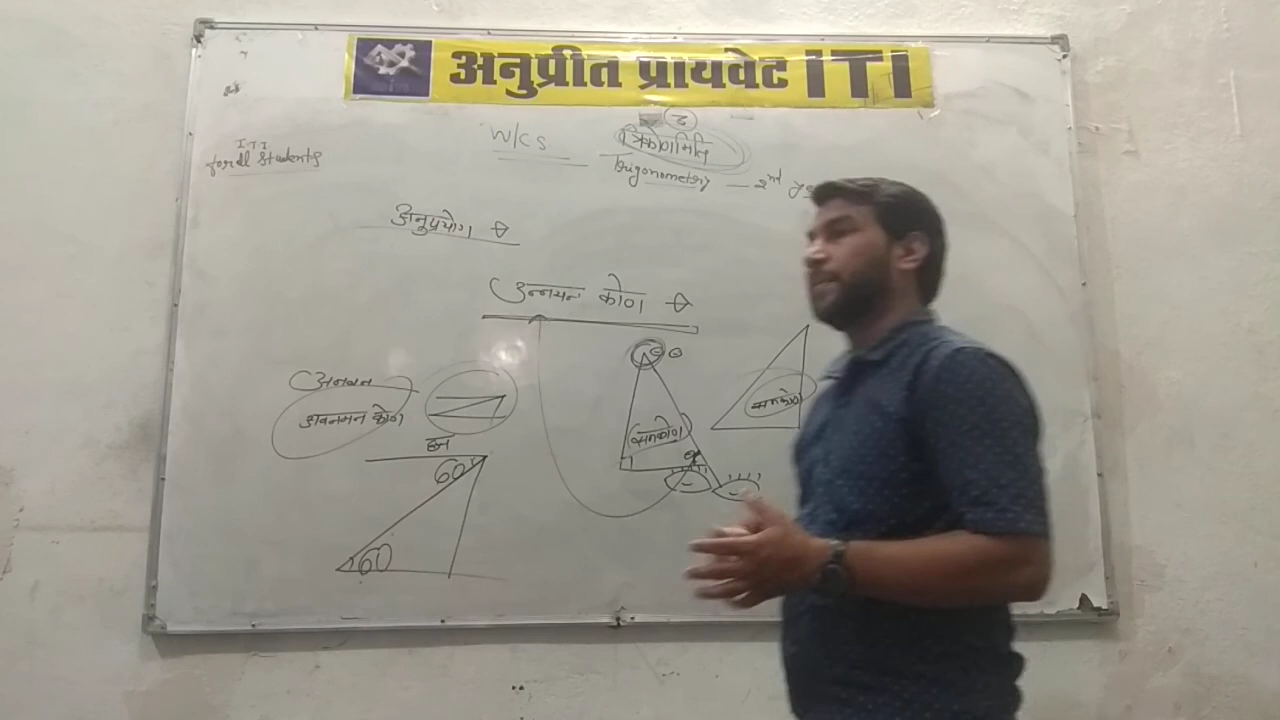 अनुप्रीत प्रायवेट ITI
W/CS
त्रिकोणमिति
Trigonometry — 2nd
ITI
for all students
अनुप्रयोग
उन्नयन कोण
θ
समकोण
समकोण
अवनमन कोण
60
60